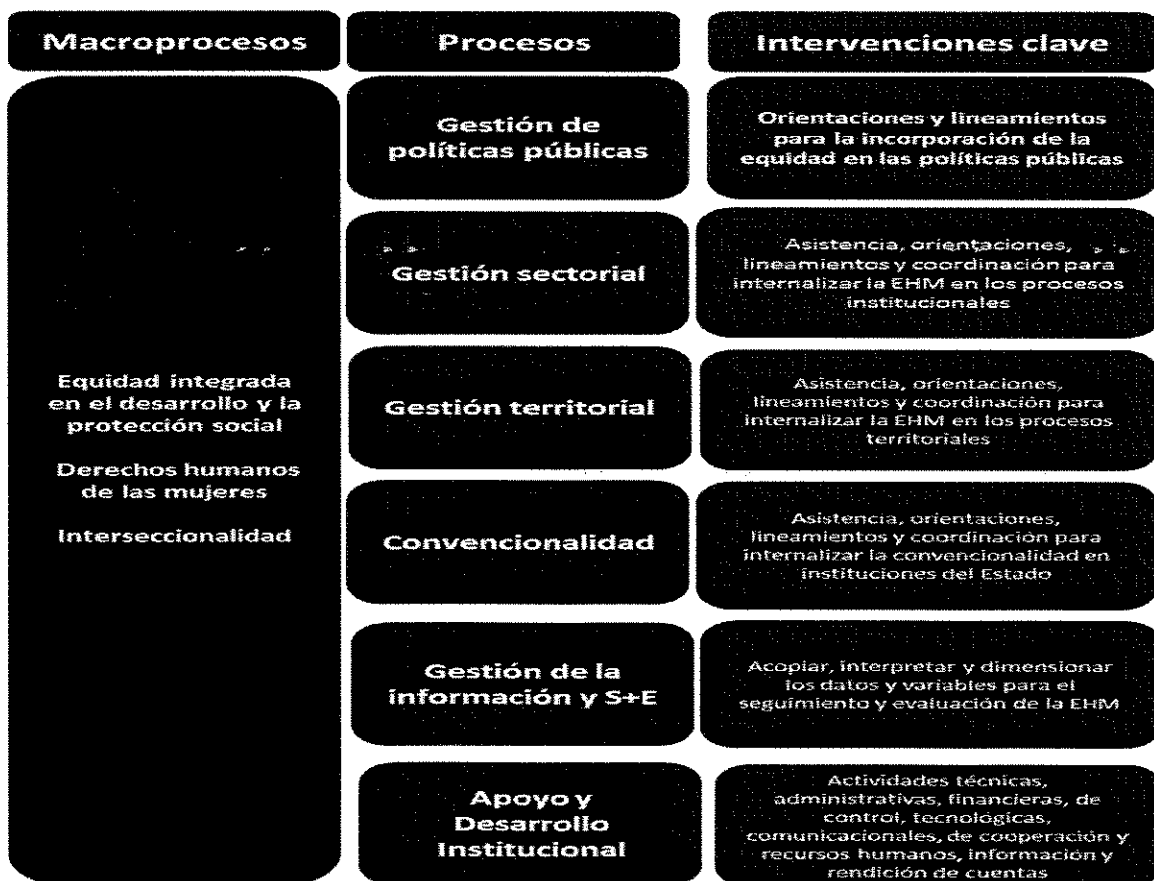 Macroprocesos
Procesos
Intervenciones clave
Equidad integrada
en el desarrollo y la
protección social
Derechos humanos
de las mujeres
Interseccionalidad
Gestión de
políticas públicas
Orientaciones y lineamientos
para la incorporación de la
equidad en las políticas públicas
Gestión sectorial
Asistencia, orientaciones,
lineamientos y coordinación para
internalizar la EHM en los procesos
institucionales
Gestión territorial
Asistencia, orientaciones,
lineamientos y coordinación para
internalizar la EHM en los procesos
territoriales
Convencionalidad
Asistencia, orientaciones,
lineamientos y coordinación para
internalizar la convencionalidad en
instituciones del Estado
Gestión de la
información y S+E
Acopiar, interpretar y dimensionar
los datos y variables para el
seguimiento y evaluación de la EHM
Apoyo y
Desarrollo
Institucional
Actividades técnicas,
administrativas, financieras, de
control, tecnológicas,
comunicacionales, de cooperación y
recursos humanos, información y
rendición de cuentas